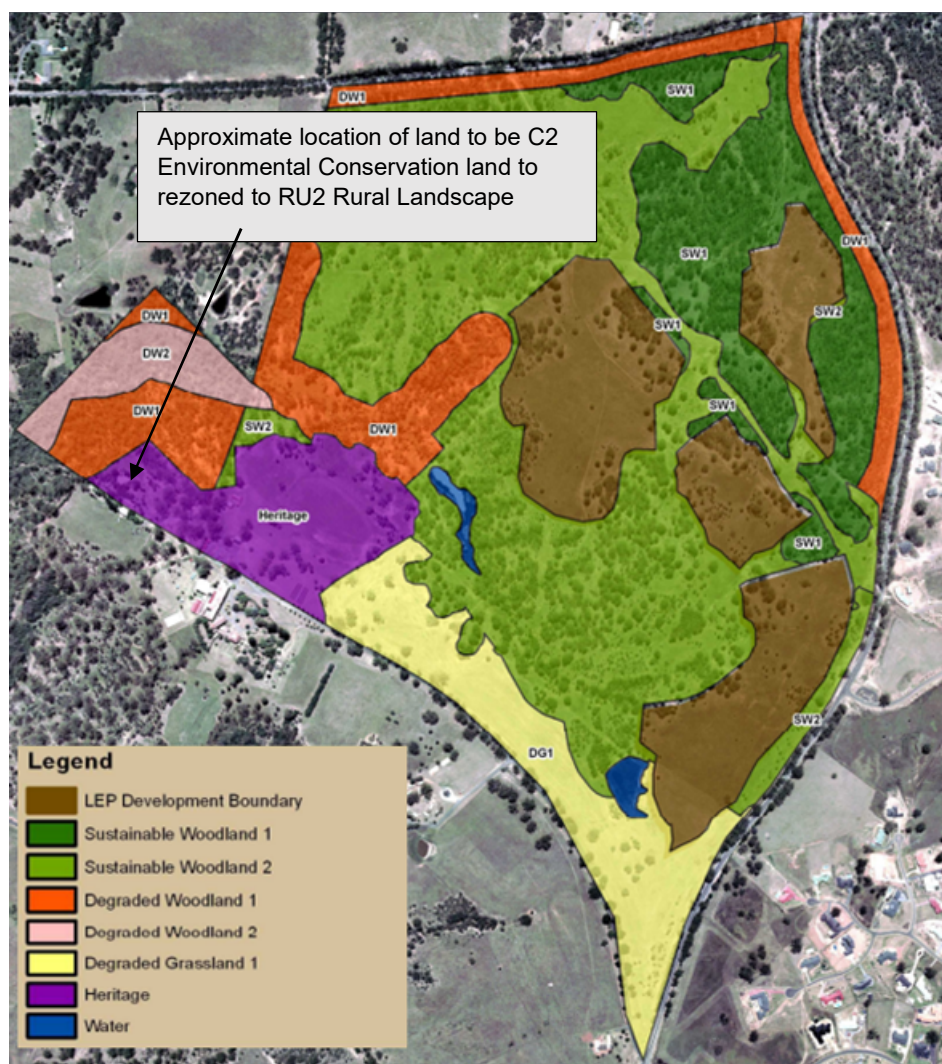 DW1
SW1
Approximate location of land to be C2
Environmental Conservation land to
rezoned to RU2 Rural Landscape
SW1
DW1
DW1
SW2
SW1
DW2
SW1
DW1
SW2
DW1
Heritage
SW1
SW2
DG1
Legend
LEP Development Boundary
Sustainable Woodland 1
Sustainable Woodland 2
Degraded Woodland 1
Degraded Woodland 2
Degraded Grassland 1
Heritage
Water